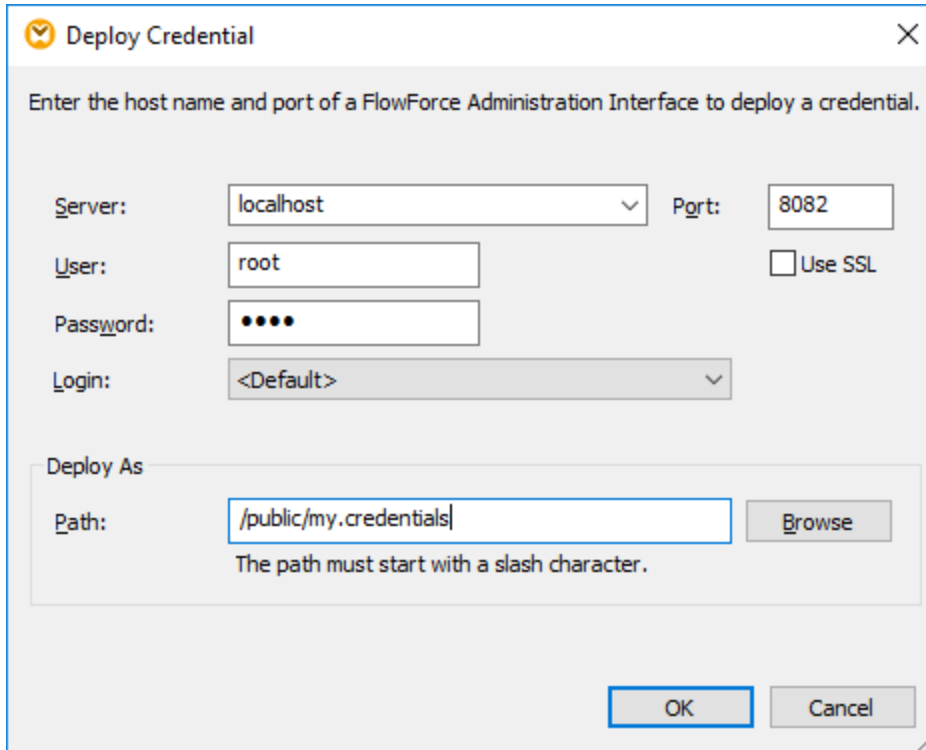 Deploy Credential
Enter the host name and port of a FlowForce Administration Interface to deploy a credential.
Server: localhost Port: 8082
User: root Use SSL
Password: ••••
Login: <Default>
Deploy As
Path: /public/my.credentials Browse
The path must start with a slash character.
OK Cancel